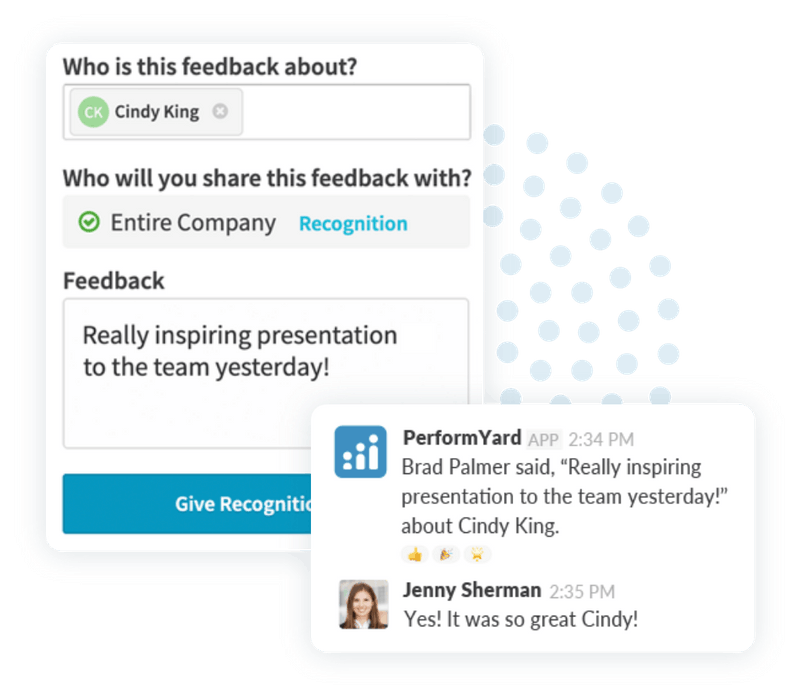 Who is this feedback about?
CK Cindy King
Who will you share this feedback with?
Entire Company Recognition
Feedback
Really inspiring presentation
to the team yesterday!
Give Recognitio
PerformYard APP 2:34 PM
Brad Palmer said, “Really inspiring
presentation to the team yesterday!”
about Cindy King.
Jenny Sherman 2:35 PM
Yes! It was so great Cindy!